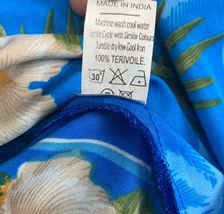 MADE IN INDIA
Machine wash cool water
Gentle Cycle with Similer Colours
Tumble dry low Cool Iron
100% TERIVOILE.
30°
P